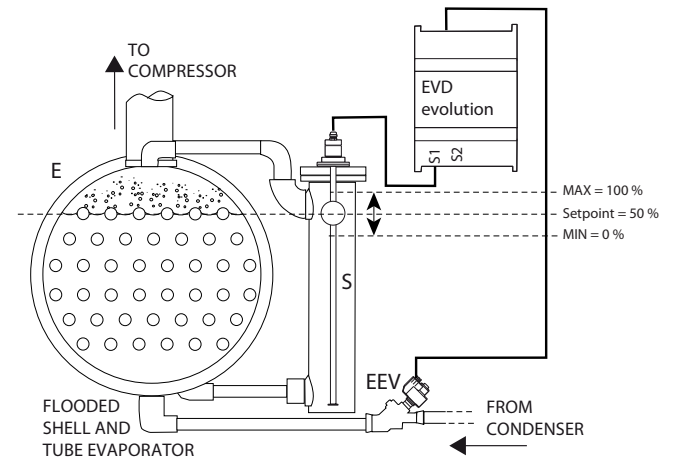 TO
COMPRESSOR
EVD
evolution
S1
S2
E
MAX = 100 %
Setpoint = 50 %
MIN = 0 %
S
EEV
FLOODED
SHELL AND
TUBE EVAPORATOR
FROM
CONDENSER